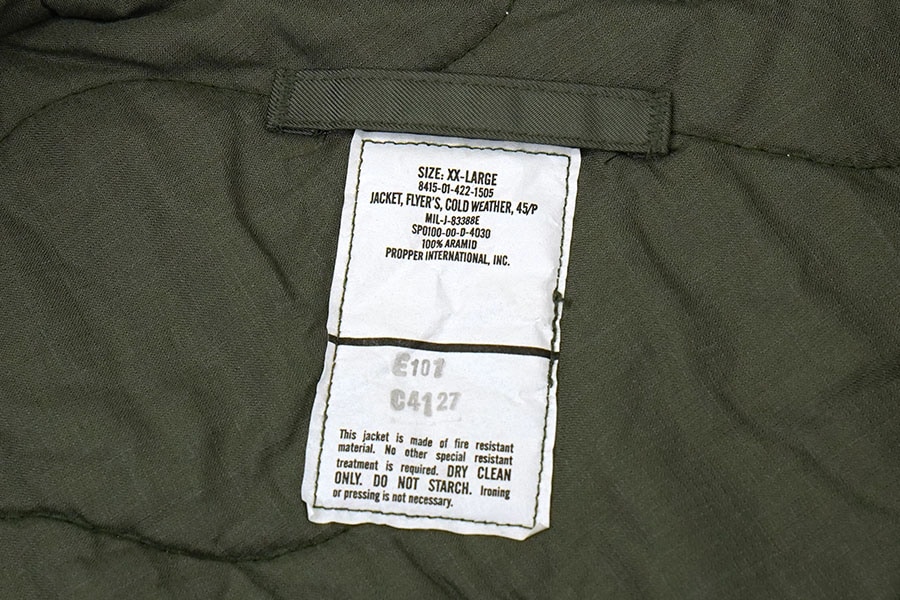 SIZE: XX-LARGE
8415-01-422-1505
JACKET, FLYER'S, COLD WEATHER, 45/P
MIL-J-83388E
SPO100-00-D-4030
100% ARAMID
PROPPER INTERNATIONAL, INC.
E107
C4127
This jacket is made of fire resistant
material. No other special resistant
treatment is required. DRY CLEAN
ONLY. DO NOT STARCH. Ironing
or pressing is not necessary.